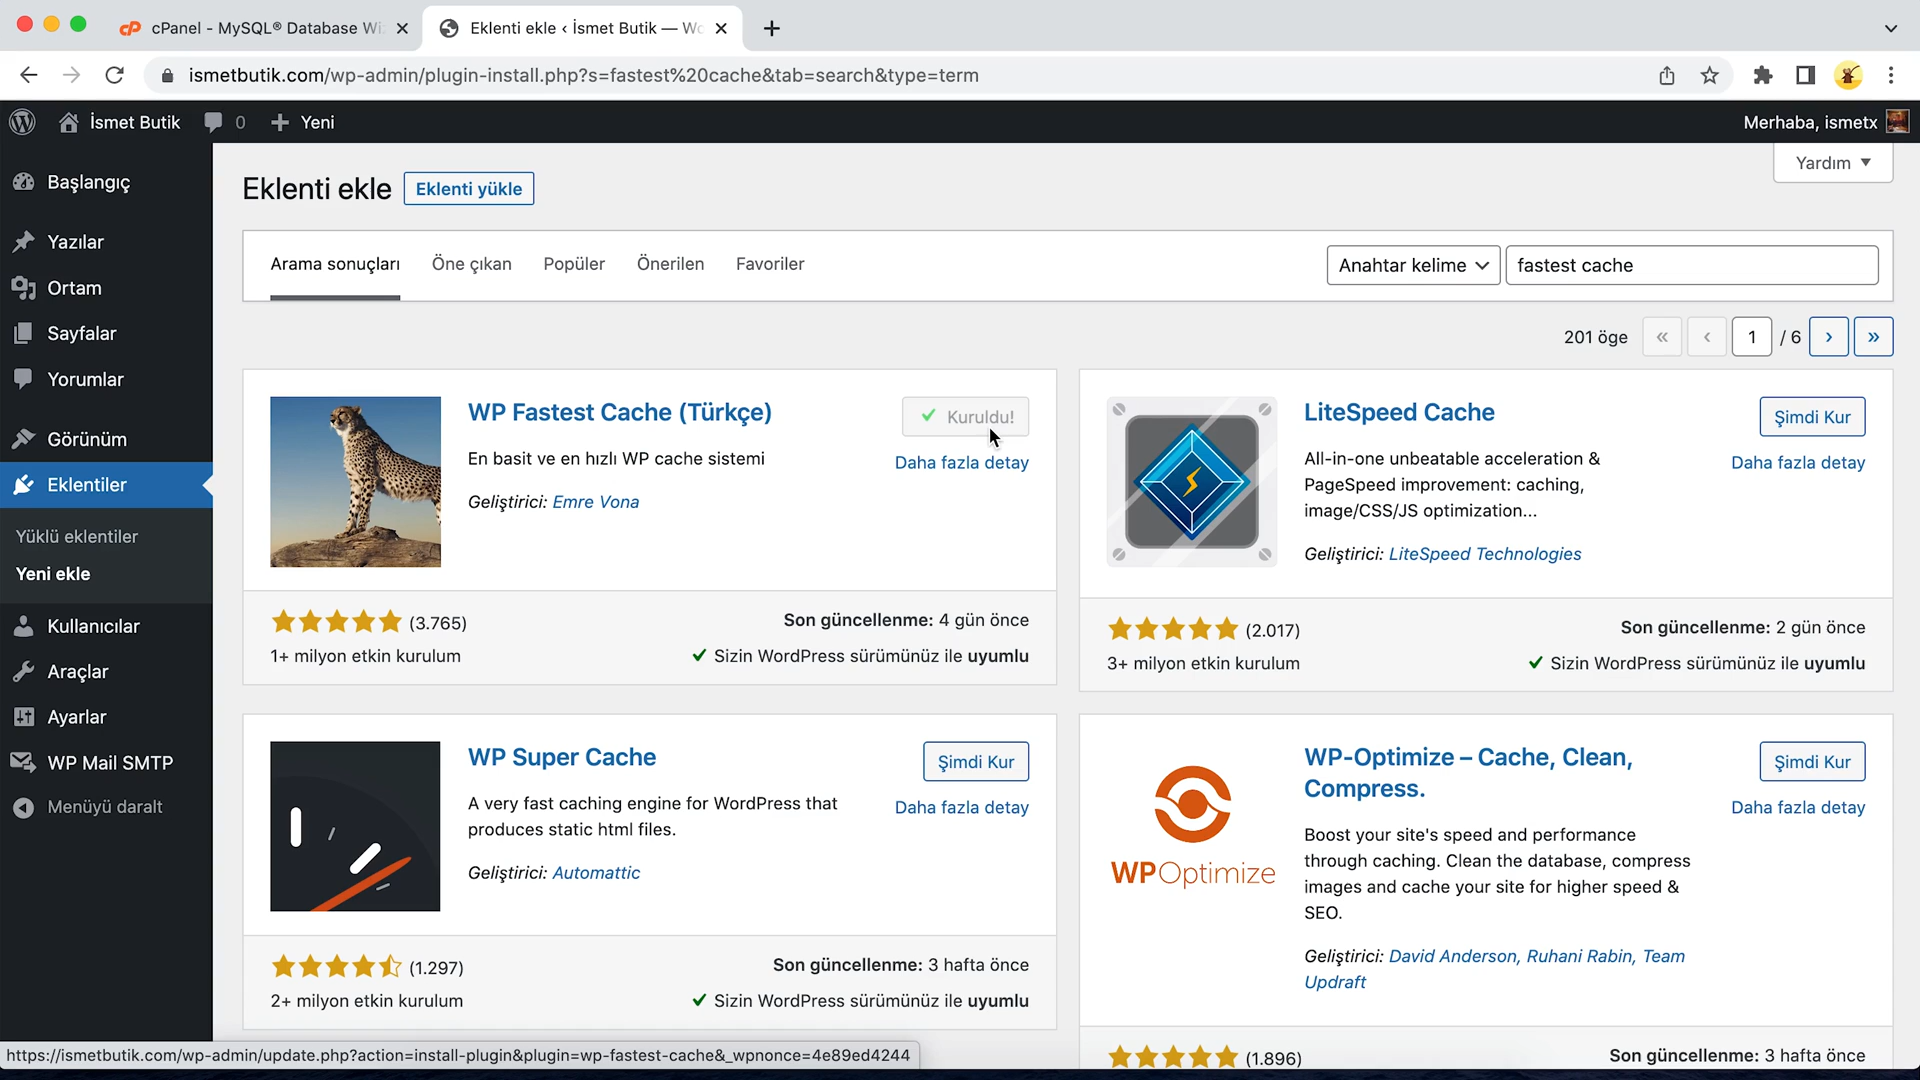 cPanel - MySQL® Database Wi
Eklenti ekle ‹ İsmet Butik — Wo
ismetbutik.com/wp-admin/plugin-install.php?s=fastest%20cache&tab=search&type=term
İsmet Butik
0
Yeni
Merhaba, ismetx
Başlangıç
Yazılar
Ortam
Sayfalar
Yorumlar
Görünüm
Eklentiler
Yüklü eklentiler
Yeni ekle
Kullanıcılar
Araçlar
Ayarlar
WP Mail SMTP
Menüyü daralt
Yardım
Eklenti ekle
Eklenti yükle
Arama sonuçları
Öne çıkan
Popüler
Önerilen
Favoriler
Anahtar kelime
fastest cache
201 öge
«
‹
1
/ 6
›
»
WP Fastest Cache (Türkçe)
Kuruldu!
Daha fazla detay
En basit ve en hızlı WP cache sistemi
Geliştirici: Emre Vona
(3.765)
1+ milyon etkin kurulum
Son güncellenme: 4 gün önce
Sizin WordPress sürümünüz ile uyumlu
LiteSpeed Cache
Şimdi Kur
Daha fazla detay
All-in-one unbeatable acceleration &
PageSpeed improvement: caching,
image/CSS/JS optimization...
Geliştirici: LiteSpeed Technologies
(2.017)
3+ milyon etkin kurulum
Son güncellenme: 2 gün önce
Sizin WordPress sürümünüz ile uyumlu
WP Super Cache
Şimdi Kur
Daha fazla detay
A very fast caching engine for WordPress that
produces static html files.
Geliştirici: Automattic
(1.297)
2+ milyon etkin kurulum
Son güncellenme: 3 hafta önce
Sizin WordPress sürümünüz ile uyumlu
WPOptimize
WP-Optimize – Cache, Clean,
Compress.
Şimdi Kur
Daha fazla detay
Boost your site's speed and performance
through caching. Clean the database, compress
images and cache your site for higher speed &
SEO.
Geliştirici: David Anderson, Ruhani Rabin, Team
Updraft
(1.896)
Son güncellenme: 3 hafta önce
https://ismetbutik.com/wp-admin/update.php?action=install-plugin&plugin=wp-fastest-cache&_wpnonce=4e89ed4244